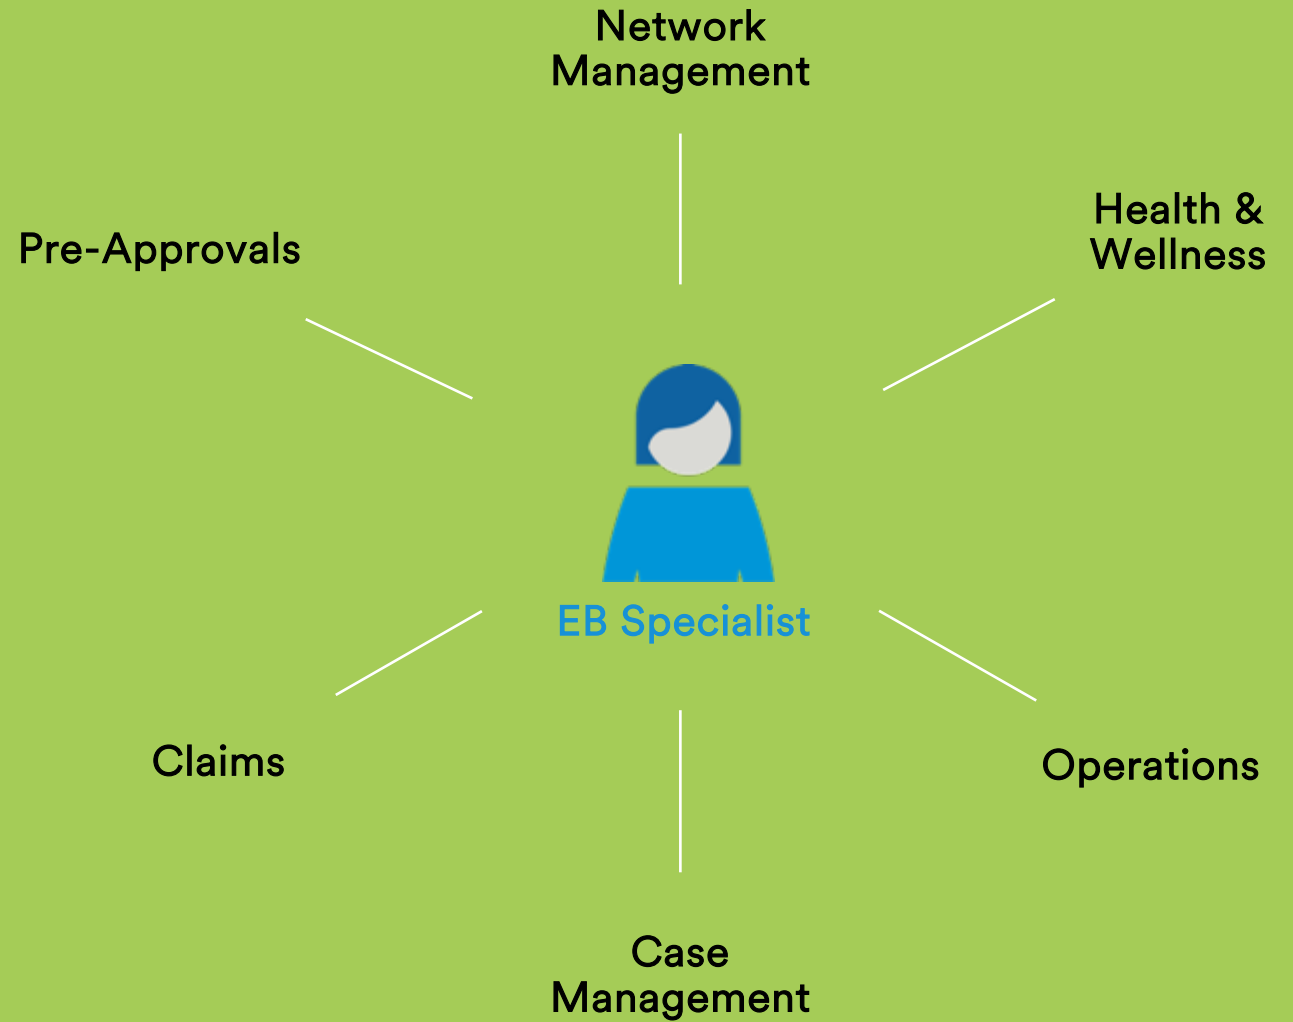 Network
Management
Health &
Wellness
Pre-Approvals
EB Specialist
Claims
Operations
Case
Management